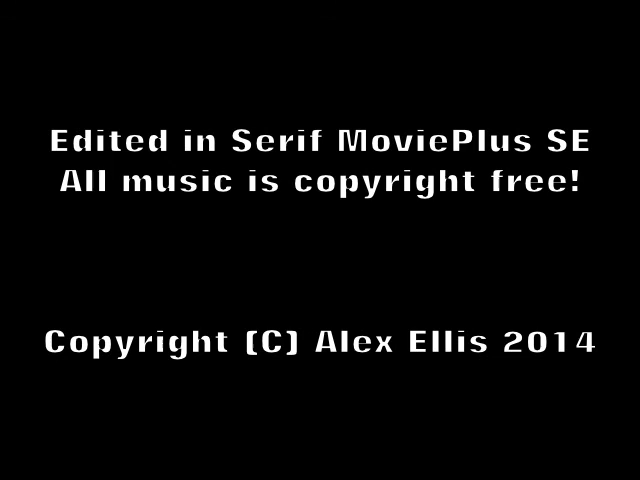 Edited in Serif MoviePlus SE
All music is copyright free!
Copyright (C) Alex Ellis 2014